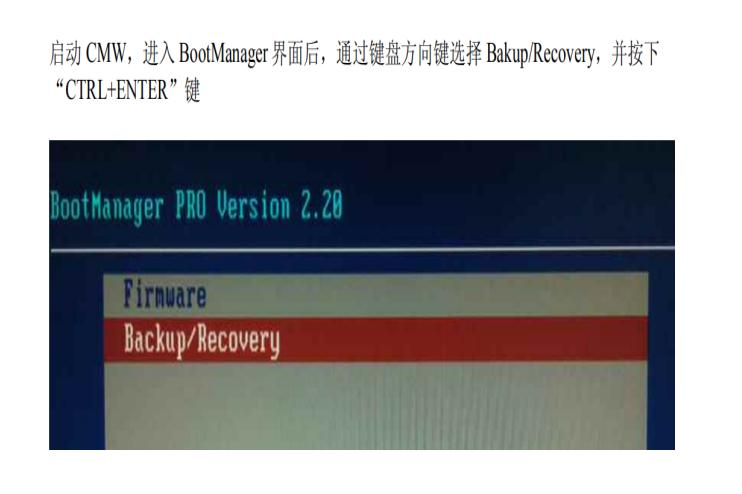 启动 CMW，进入 BootManager 界面后，通过键盘方向键选择 Bakup/Recovery，并按下
“CTRL+ENTER”键
BootManager PRO Version 2.20
Firmware
Backup/Recovery